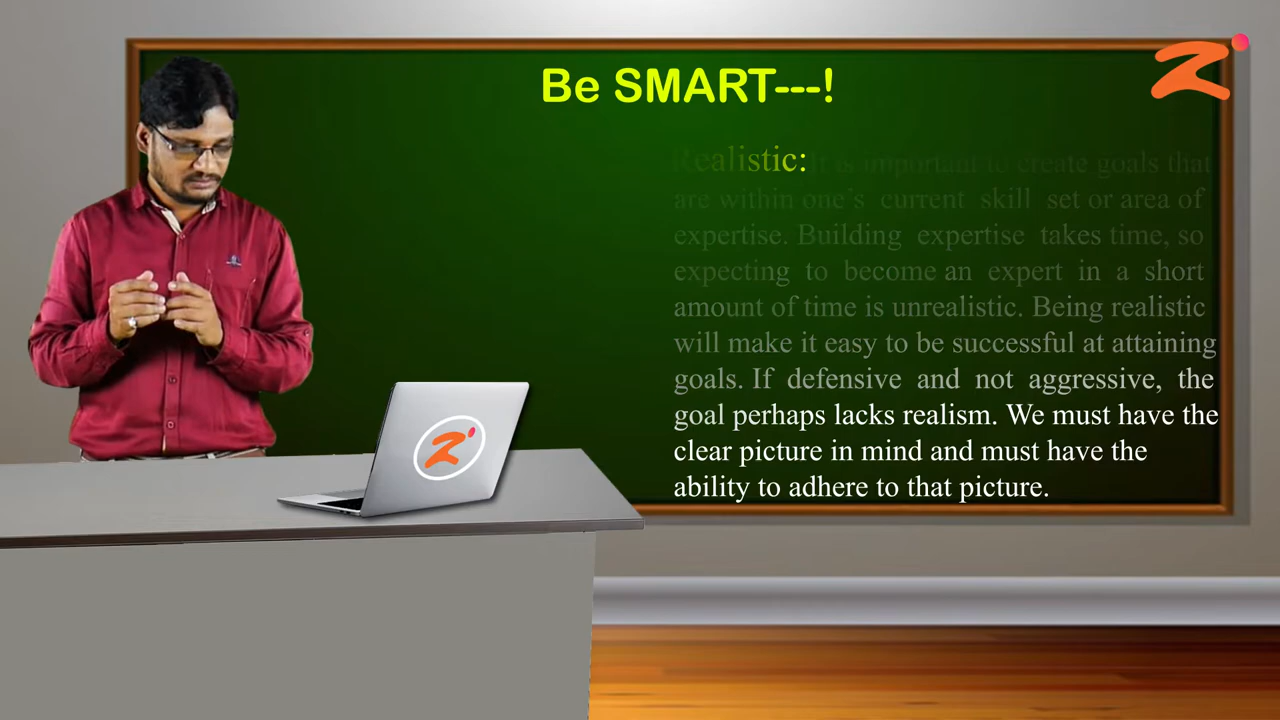 Be SMART---!
Realistic: It is important to create goals that
are within one's current skill set or area of
expertise. Building expertise takes time, so
expecting to become an expert in a short
amount of time is unrealistic. Being realistic
will make it easy to be successful at attaining
goals. If defensive and not aggressive, the
goal perhaps lacks realism. We must have the
clear picture in mind and must have the
ability to adhere to that picture.